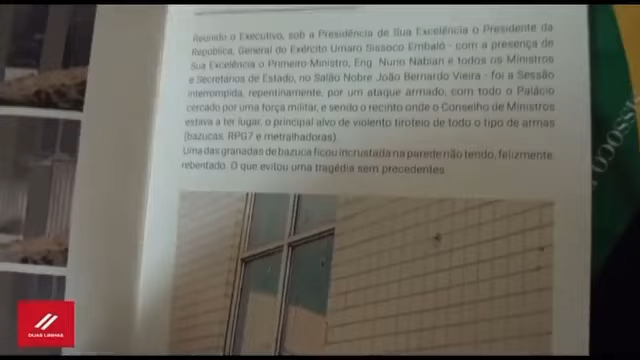 Reunido o Executivo, sob a Presidência de Sua Excelência o Presidente da
República, General do Exército Umaro Sissoco Embaló - com a presença de
Sua Excelência o Primeiro Ministro, Eng. Nuno Nabian e todos os Ministros
e Secretários de Estado, no Salão Nobre João Bernardo Vieira - foi a Sessão
interrompida, repentinamente, por um ataque armado, com todo o Palácio
cercado por uma força militar, e sendo o recinto onde o Conselho de Ministros
estava a ter lugar, o principal alvo de violento tiroteio de todo o tipo de armas
(bazucas, RPG7 e metralhadoras).
Uma das granadas de bazuca ficou incrustada na parede não tendo, felizmente
rebentado. O que evitou uma tragédia sem precedentes.
SSOCO
DUAS LINHAS